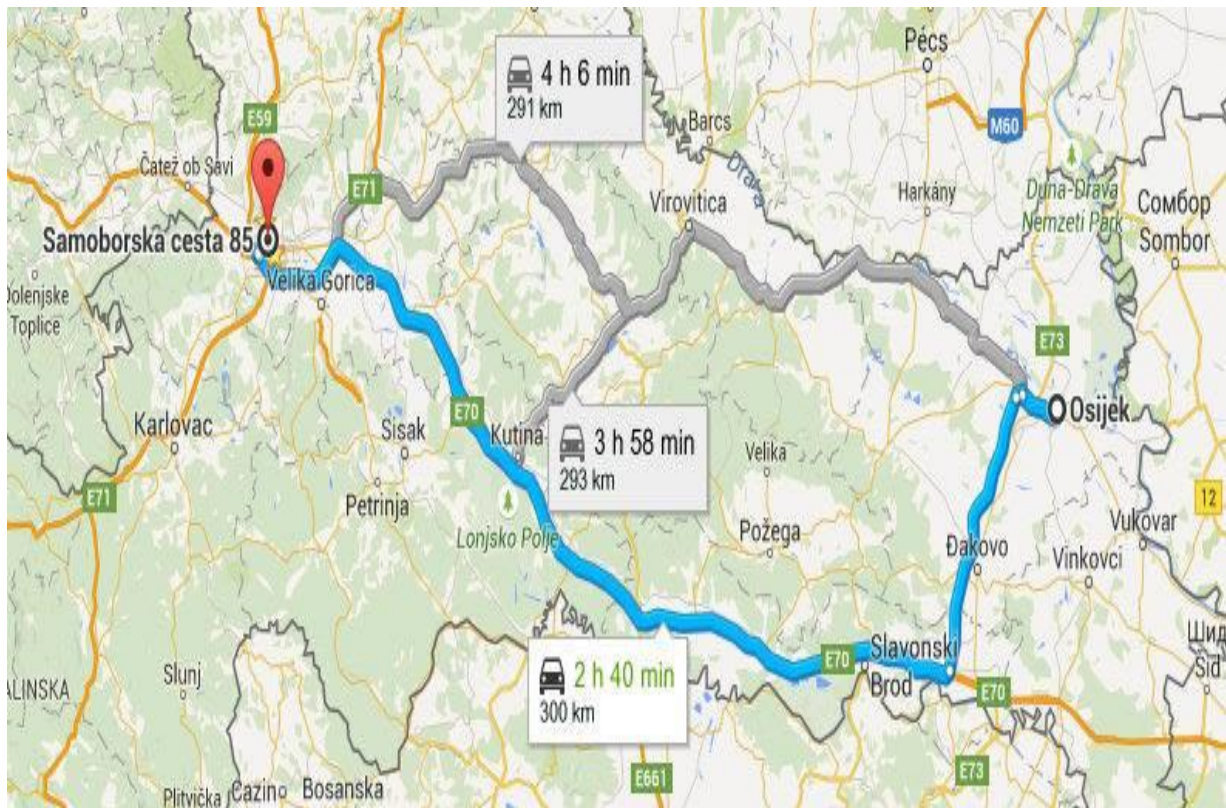 Pécs
4 h 6 min
291 km
E59
M60
Barcs
Čatež ob Savi
Drava
E71
Virovitica
Harkány
Duna-Drava
Nemzeti Park
Сомбор
Sombor
Samoborska cesta 85
Velika Gorica
Dolenjske
Toplice
E73
E70
Osijek
Karlovac
Sisak
Kutina
3 h 58 min
293 km
Velika
E71
Petrinja
12
Lonjsko Polje
Požega
Vukovar
Đakovo
Vinkovci
2 h 40 min
300 km
E70
Slavonski
Brod
Шид
Šid
Slunj
ALINSKA
E70
E661
E73
Plitvička
Cazin
Bosanska